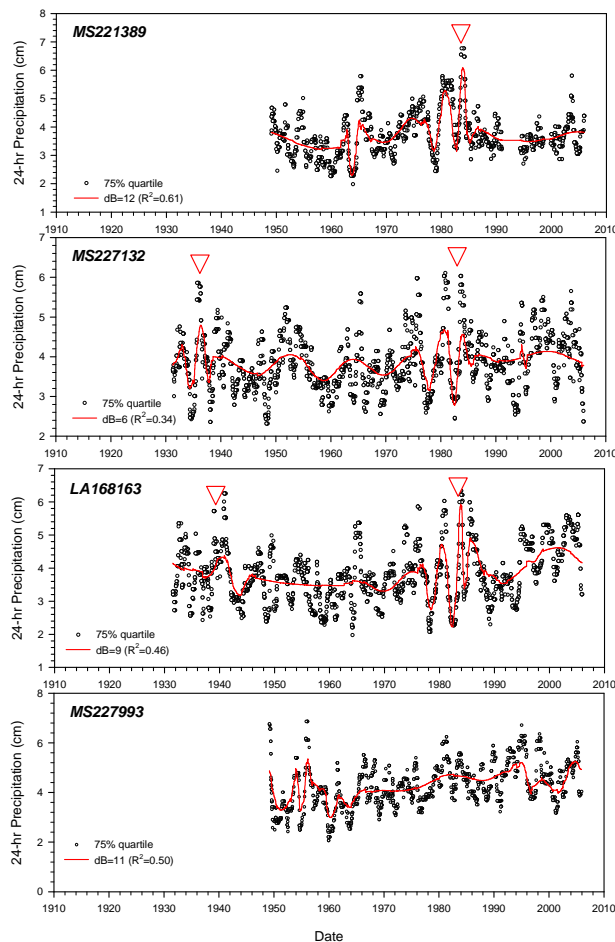 MS221389
8
7
6
5
4
3
2
1
24-hr Precipitation (cm)
75% quartile
dB=12 (R²=0.61)
1910 1920 1930 1940 1950 1960 1970 1980 1990 2000 2010
MS227132
7
6
5
4
3
2
24-hr Precipitation (cm)
75% quartile
dB=6 (R²=0.34)
1910 1920 1930 1940 1950 1960 1970 1980 1990 2000 2010
LA168163
7
6
5
4
3
2
1
24-hr Precipitation (cm)
75% quartile
dB=9 (R²=0.46)
1910 1920 1930 1940 1950 1960 1970 1980 1990 2000 2010
MS227993
8
6
4
2
0
24-hr Precipitation (cm)
75% quartile
dB=11 (R²=0.50)
1910 1920 1930 1940 1950 1960 1970 1980 1990 2000 2010
Date